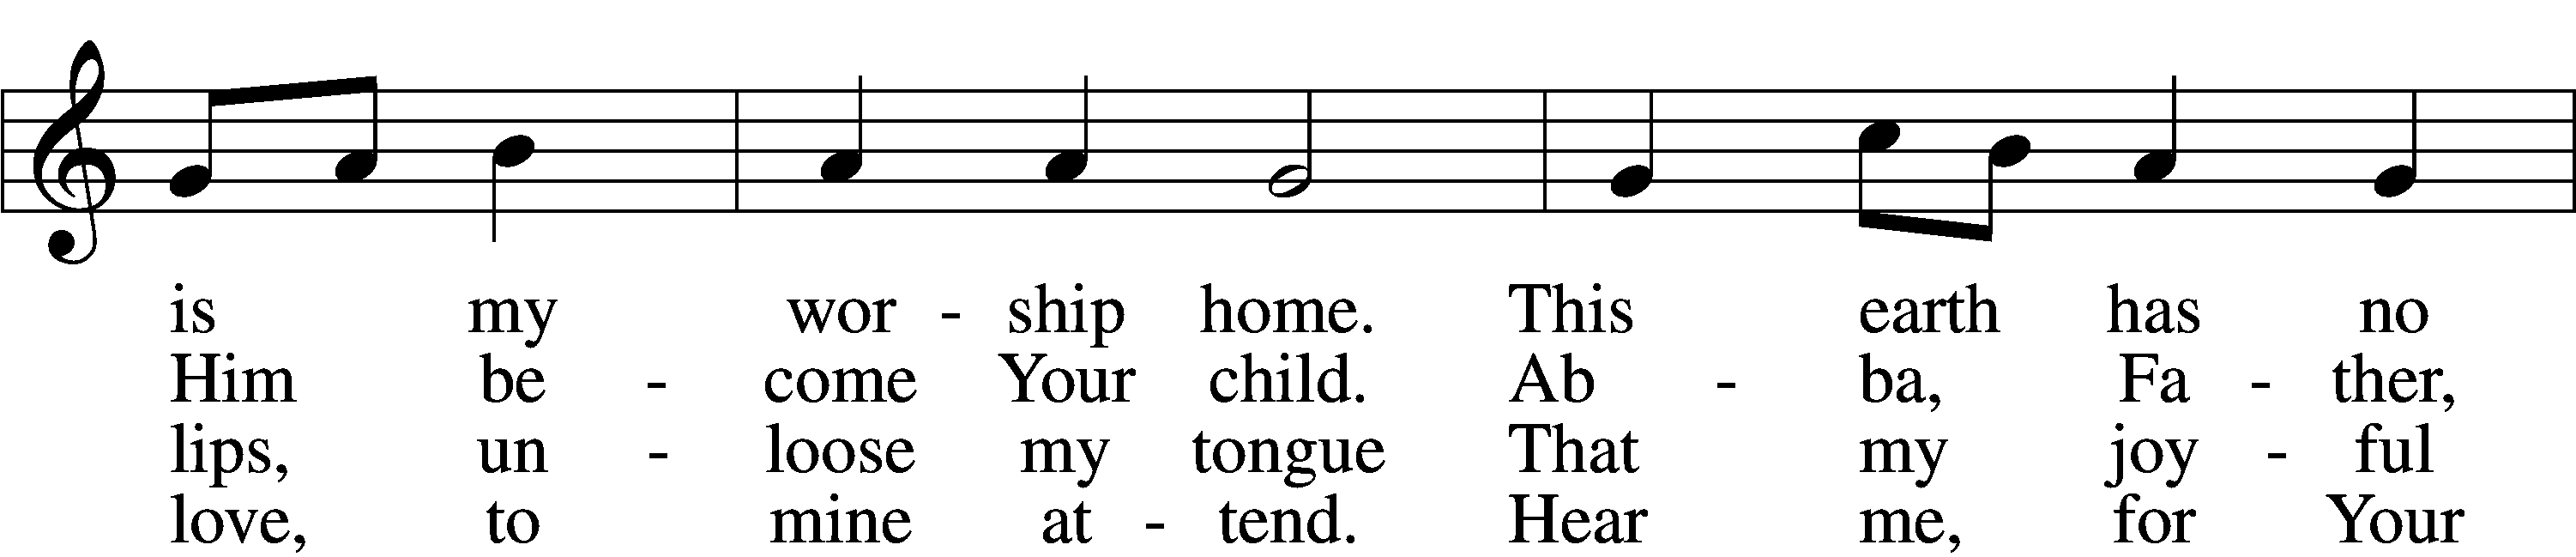 is my wor - ship home. This earth has no
Him be - come Your child. Ab - ba, Fa - ther,
lips, un - loose my tongue That my joy - ful
love, to mine at - tend. Hear me, for Your